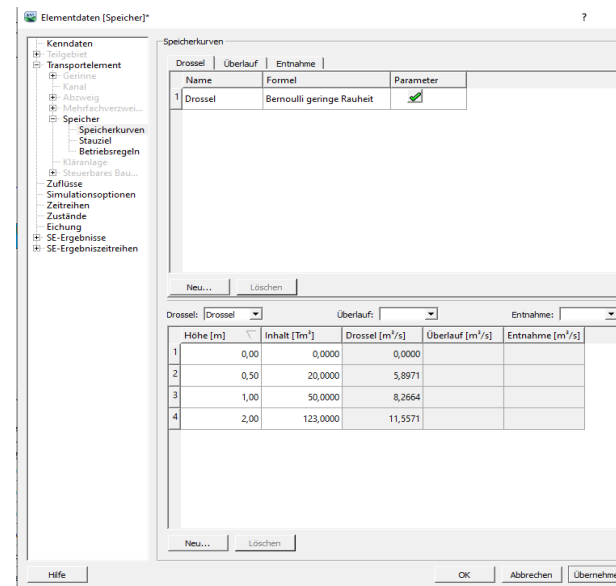 Elementdaten [Speicher]* ?
Kenndaten
Teilgebiet
Transportelement
Gerinne
Kanal
Abzweig
Mehrfachverzwei...
Speicher
Speicherkurven
Stauziel
Betriebsregeln
Kläranlage
Steuerbares Bau...
Zuflüsse
Simulationsoptionen
Zeitreihen
Zustände
Eichung
SE-Ergebnisse
SE-Ergebniszeitreihen
Speicherkurven
Drossel Überlauf Entnahme
Name Formel Parameter
1 Drossel Bernoulli geringe Rauheit
Neu... Löschen
Drossel: Drossel Überlauf: Entnahme:
Höhe [m] Inhalt [Tm³] Drossel [m³/s] Überlauf [m³/s] Entnahme [m³/s]
1 0,00 0,0000 0,0000
2 0,50 20,0000 5,8971
3 1,00 50,0000 8,2664
4 2,00 123,0000 11,5571
Neu... Löschen
Hilfe OK Abbrechen Übernehme